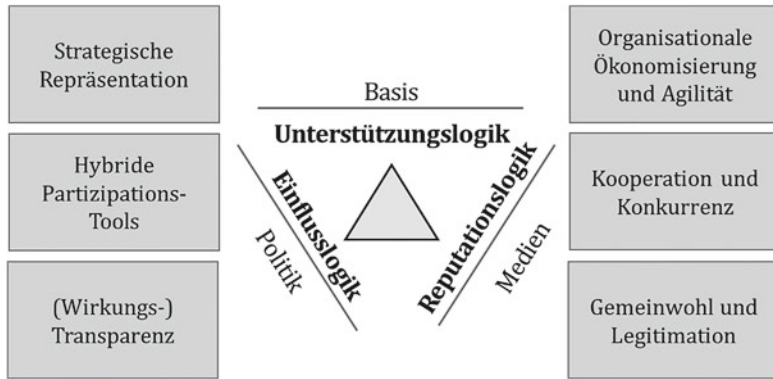 Strategische
Repräsentation
Hybride
Partizipations-
Tools
(Wirkungs-)
Transparenz
Basis
Unterstützungslogik
Einflusslogik
Politik
Reputationslogik
Medien
Organisationale
Ökonomisierung
und Agilität
Kooperation und
Konkurrenz
Gemeinwohl und
Legitimation